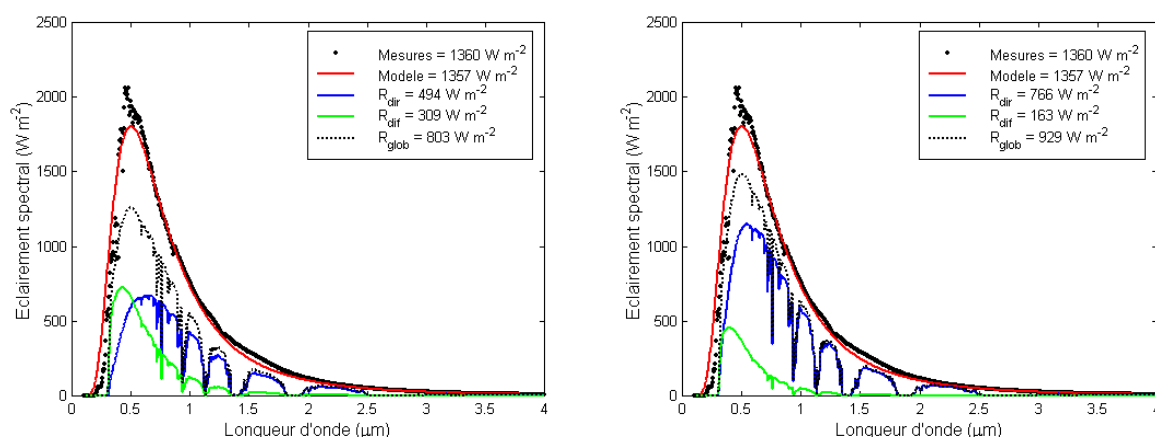 2500
2000
1500
1000
500
0
Eclairement spectral (W m-2)
Mesures = 1360 W m-2
Modele = 1357 W m-2
Rdir = 494 W m-2
Rdif = 309 W m-2
Rglob = 803 W m-2
0 0.5 1 1.5 2 2.5 3 3.5 4
Longueur d'onde (µm)
2500
2000
1500
1000
500
0
Eclairement spectral (W m-2)
Mesures = 1360 W m-2
Modele = 1357 W m-2
Rdir = 766 W m-2
Rdif = 163 W m-2
Rglob = 929 W m-2
0 0.5 1 1.5 2 2.5 3 3.5 4
Longueur d'onde (µm)